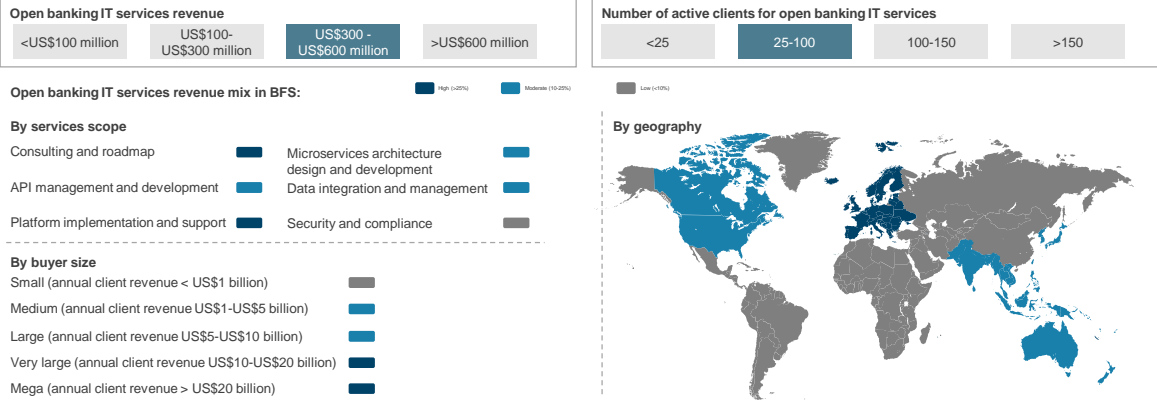 Open banking IT services revenue
<US$100 million
US$100-
US$300 million
US$300 -
US$600 million
>US$600 million
Number of active clients for open banking IT services
<25
25-100
100-150
>150
Open banking IT services revenue mix in BFS:
High (>25%)
Moderate (10-25%)
Low (<10%)
By services scope
Consulting and roadmap
Microservices architecture
design and development
API management and development
Data integration and management
Platform implementation and support
Security and compliance
By buyer size
Small (annual client revenue < US$1 billion)
Medium (annual client revenue US$1-US$5 billion)
Large (annual client revenue US$5-US$10 billion)
Very large (annual client revenue US$10-US$20 billion)
Mega (annual client revenue > US$20 billion)
By geography